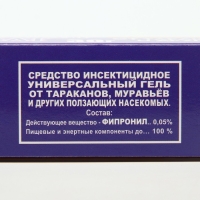 СРЕДСТВО ИНСЕКТИЦИДНОЕ
УНИВЕРСАЛЬНЫЙ ГЕЛЬ
ОТ ТАРАКАНОВ, МУРАВЬЁВ
И ДРУГИХ ПОЛЗАЮЩИХ НАСЕКОМЫХ.
Состав:
Действующее вещество - ФИПРОНИЛ.. 0,05%
Пищевые и энертные компоненты до... 100 %